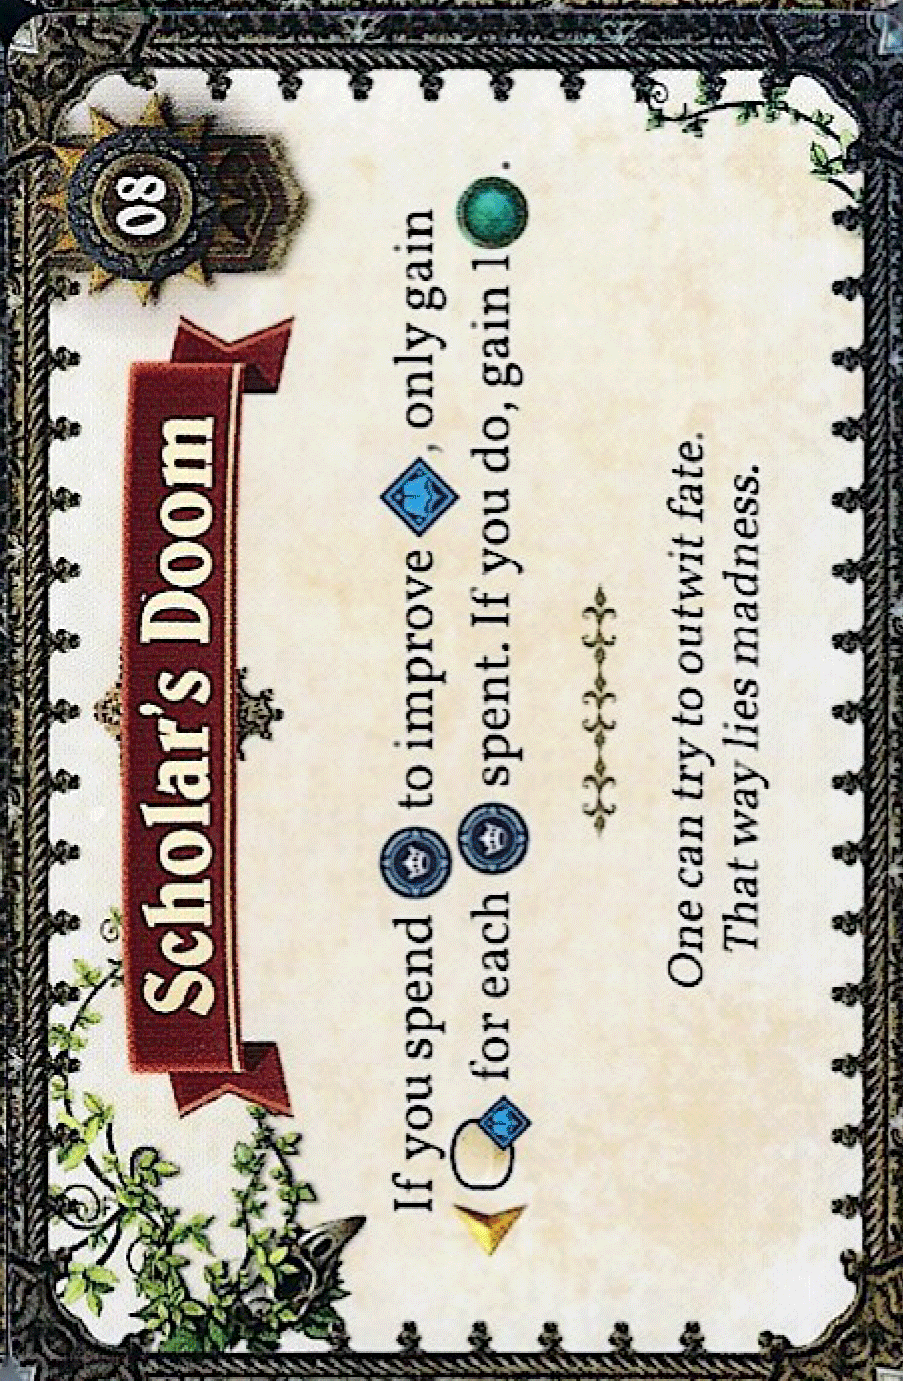 08
Scholar's Doom
If you spend to improve , only gain
for each spent. If you do, gain 1 .
One can try to outwit fate.
That way lies madness.